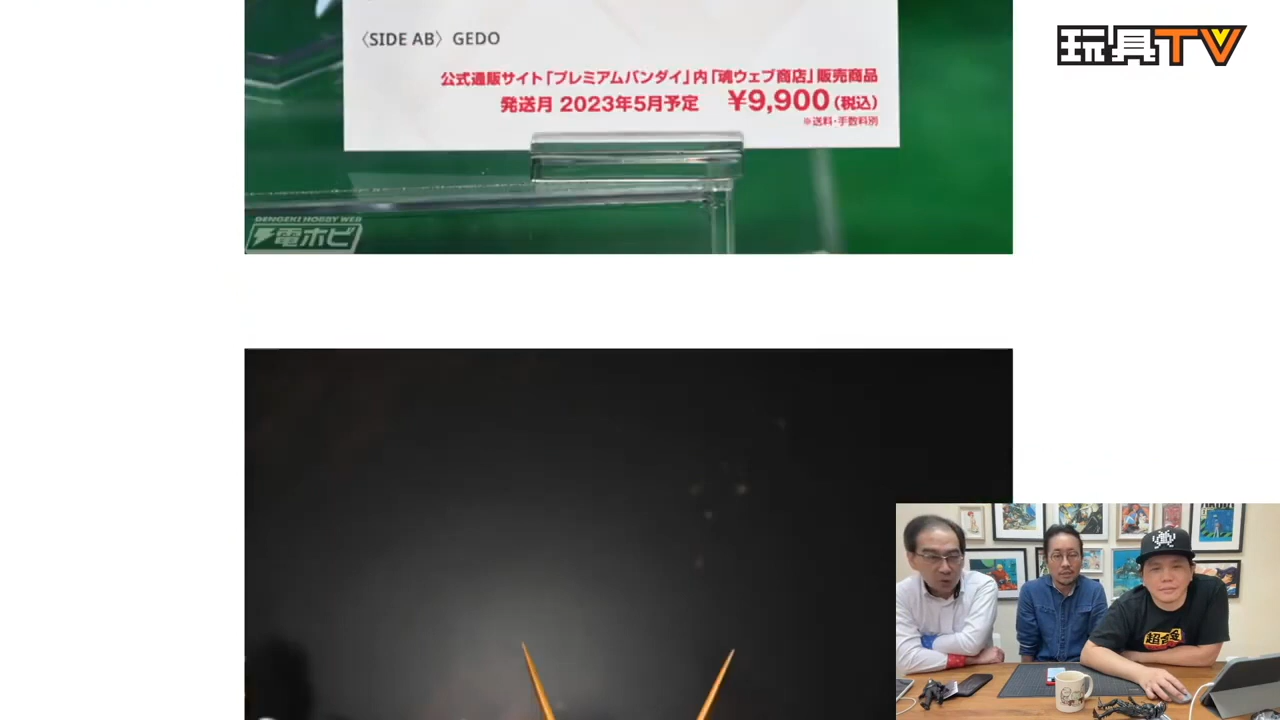 玩具TV
〈SIDE AB〉 GEDO
公式通販サイト「プレミアムバンダイ」内「魂ウェブ商店」販売商品
発送月 2023年5月予定 ¥9,900(税込)
※送料・手数料別
DENGEKI HOBBY WEB
電ホビ
超合金